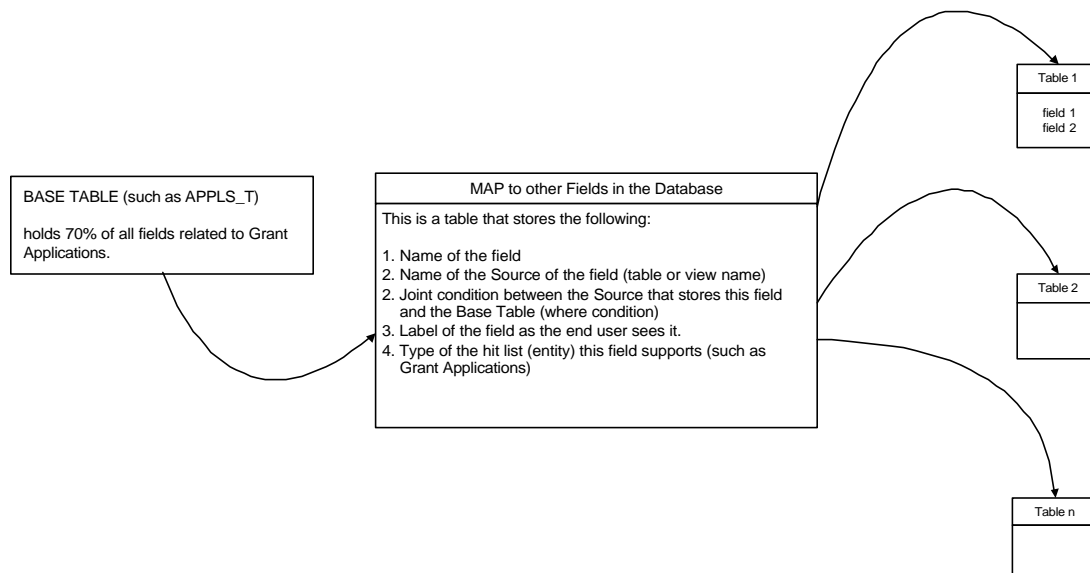 BASE TABLE (such as APPLS_T)
holds 70% of all fields related to Grant
Applications.
MAP to other Fields in the Database
This is a table that stores the following:
1. Name of the field
2. Name of the Source of the field (table or view name)
2. Joint condition between the Source that stores this field
and the Base Table (where condition)
3. Label of the field as the end user sees it.
4. Type of the hit list (entity) this field supports (such as
Grant Applications)
Table 1
field 1
field 2
Table 2
Table n